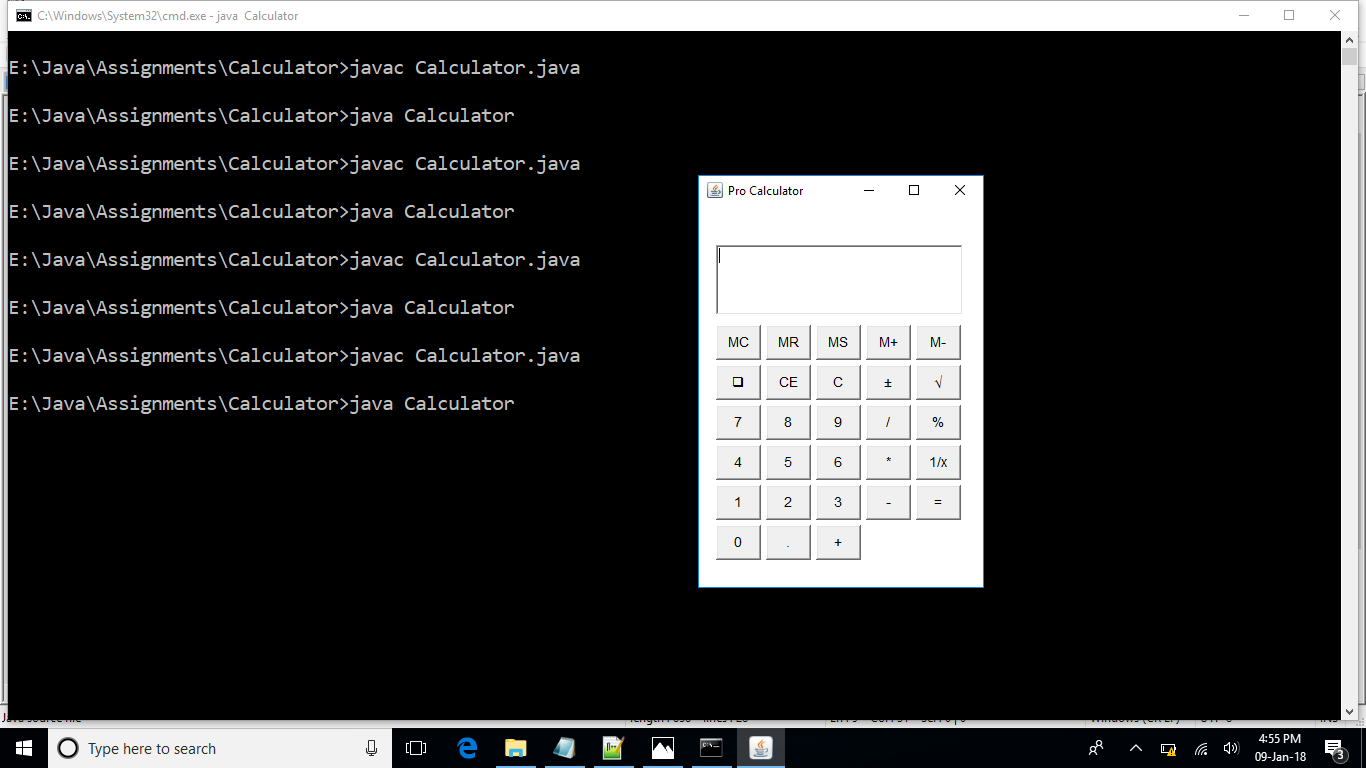 C:\Windows\System32\cmd.exe - java  Calculator
E:\Java\Assignments\Calculator>javac Calculator.java
E:\Java\Assignments\Calculator>java Calculator
E:\Java\Assignments\Calculator>javac Calculator.java
E:\Java\Assignments\Calculator>java Calculator
E:\Java\Assignments\Calculator>javac Calculator.java
E:\Java\Assignments\Calculator>java Calculator
E:\Java\Assignments\Calculator>javac Calculator.java
E:\Java\Assignments\Calculator>java Calculator
Pro Calculator
MC MR MS M+ M-
❑ CE C ± √
7 8 9 / %
4 5 6 * 1/x
1 2 3 - =
0 . +
Type here to search
4:55 PM
09-Jan-18
3